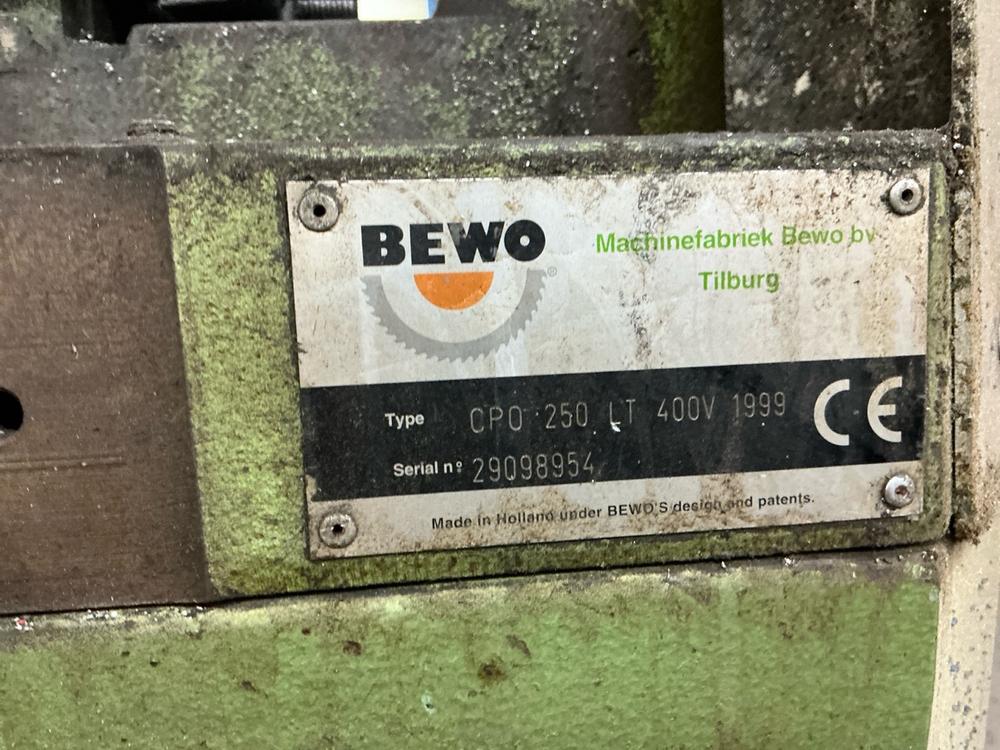 BEWO
®
Machinefabriek Bewo bv
Tilburg
Type CPO 250 LT 400V 1999
Serial nº 29098954
CE
Made in Holland under BEWO'S design and patents.